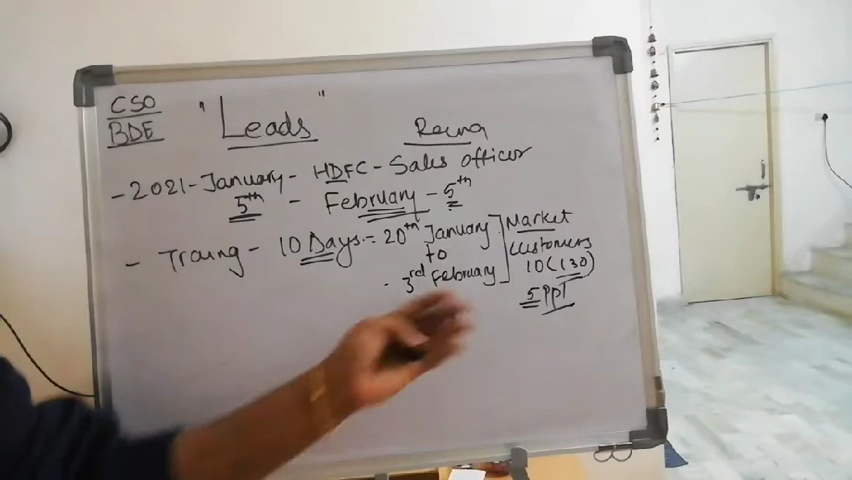 CSO
BDE
"Leads"
Reena
- 2021 - January - HDFC - Sales officer
5th - February - 5th
- Traing - 10 Days := 20th January
to
- 3rd February
Market
Customers
10 (130)
5 PPT